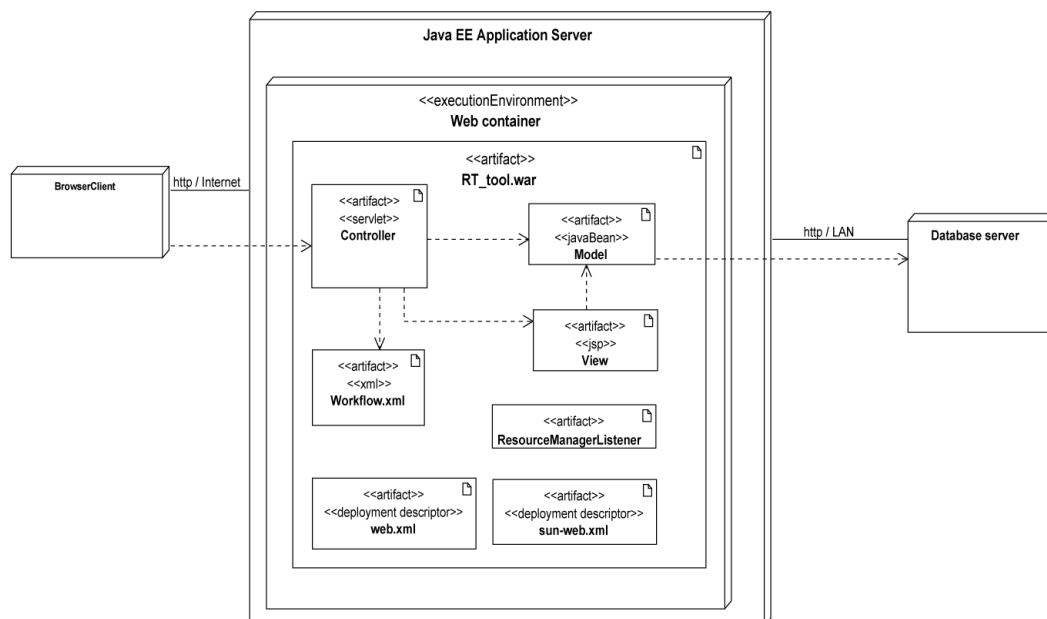 Java EE Application Server
<<executionEnvironment>>
Web container
<<artifact>>
RT_tool.war
BrowserClient
http / Internet
<<artifact>>
<<servlet>>
Controller
<<artifact>>
<<javaBean>>
Model
http / LAN
Database server
<<artifact>>
<<jsp>>
View
<<artifact>>
<<xml>>
Workflow.xml
<<artifact>>
ResourceManagerListener
<<artifact>>
<<deployment descriptor>>
web.xml
<<artifact>>
<<deployment descriptor>>
sun-web.xml